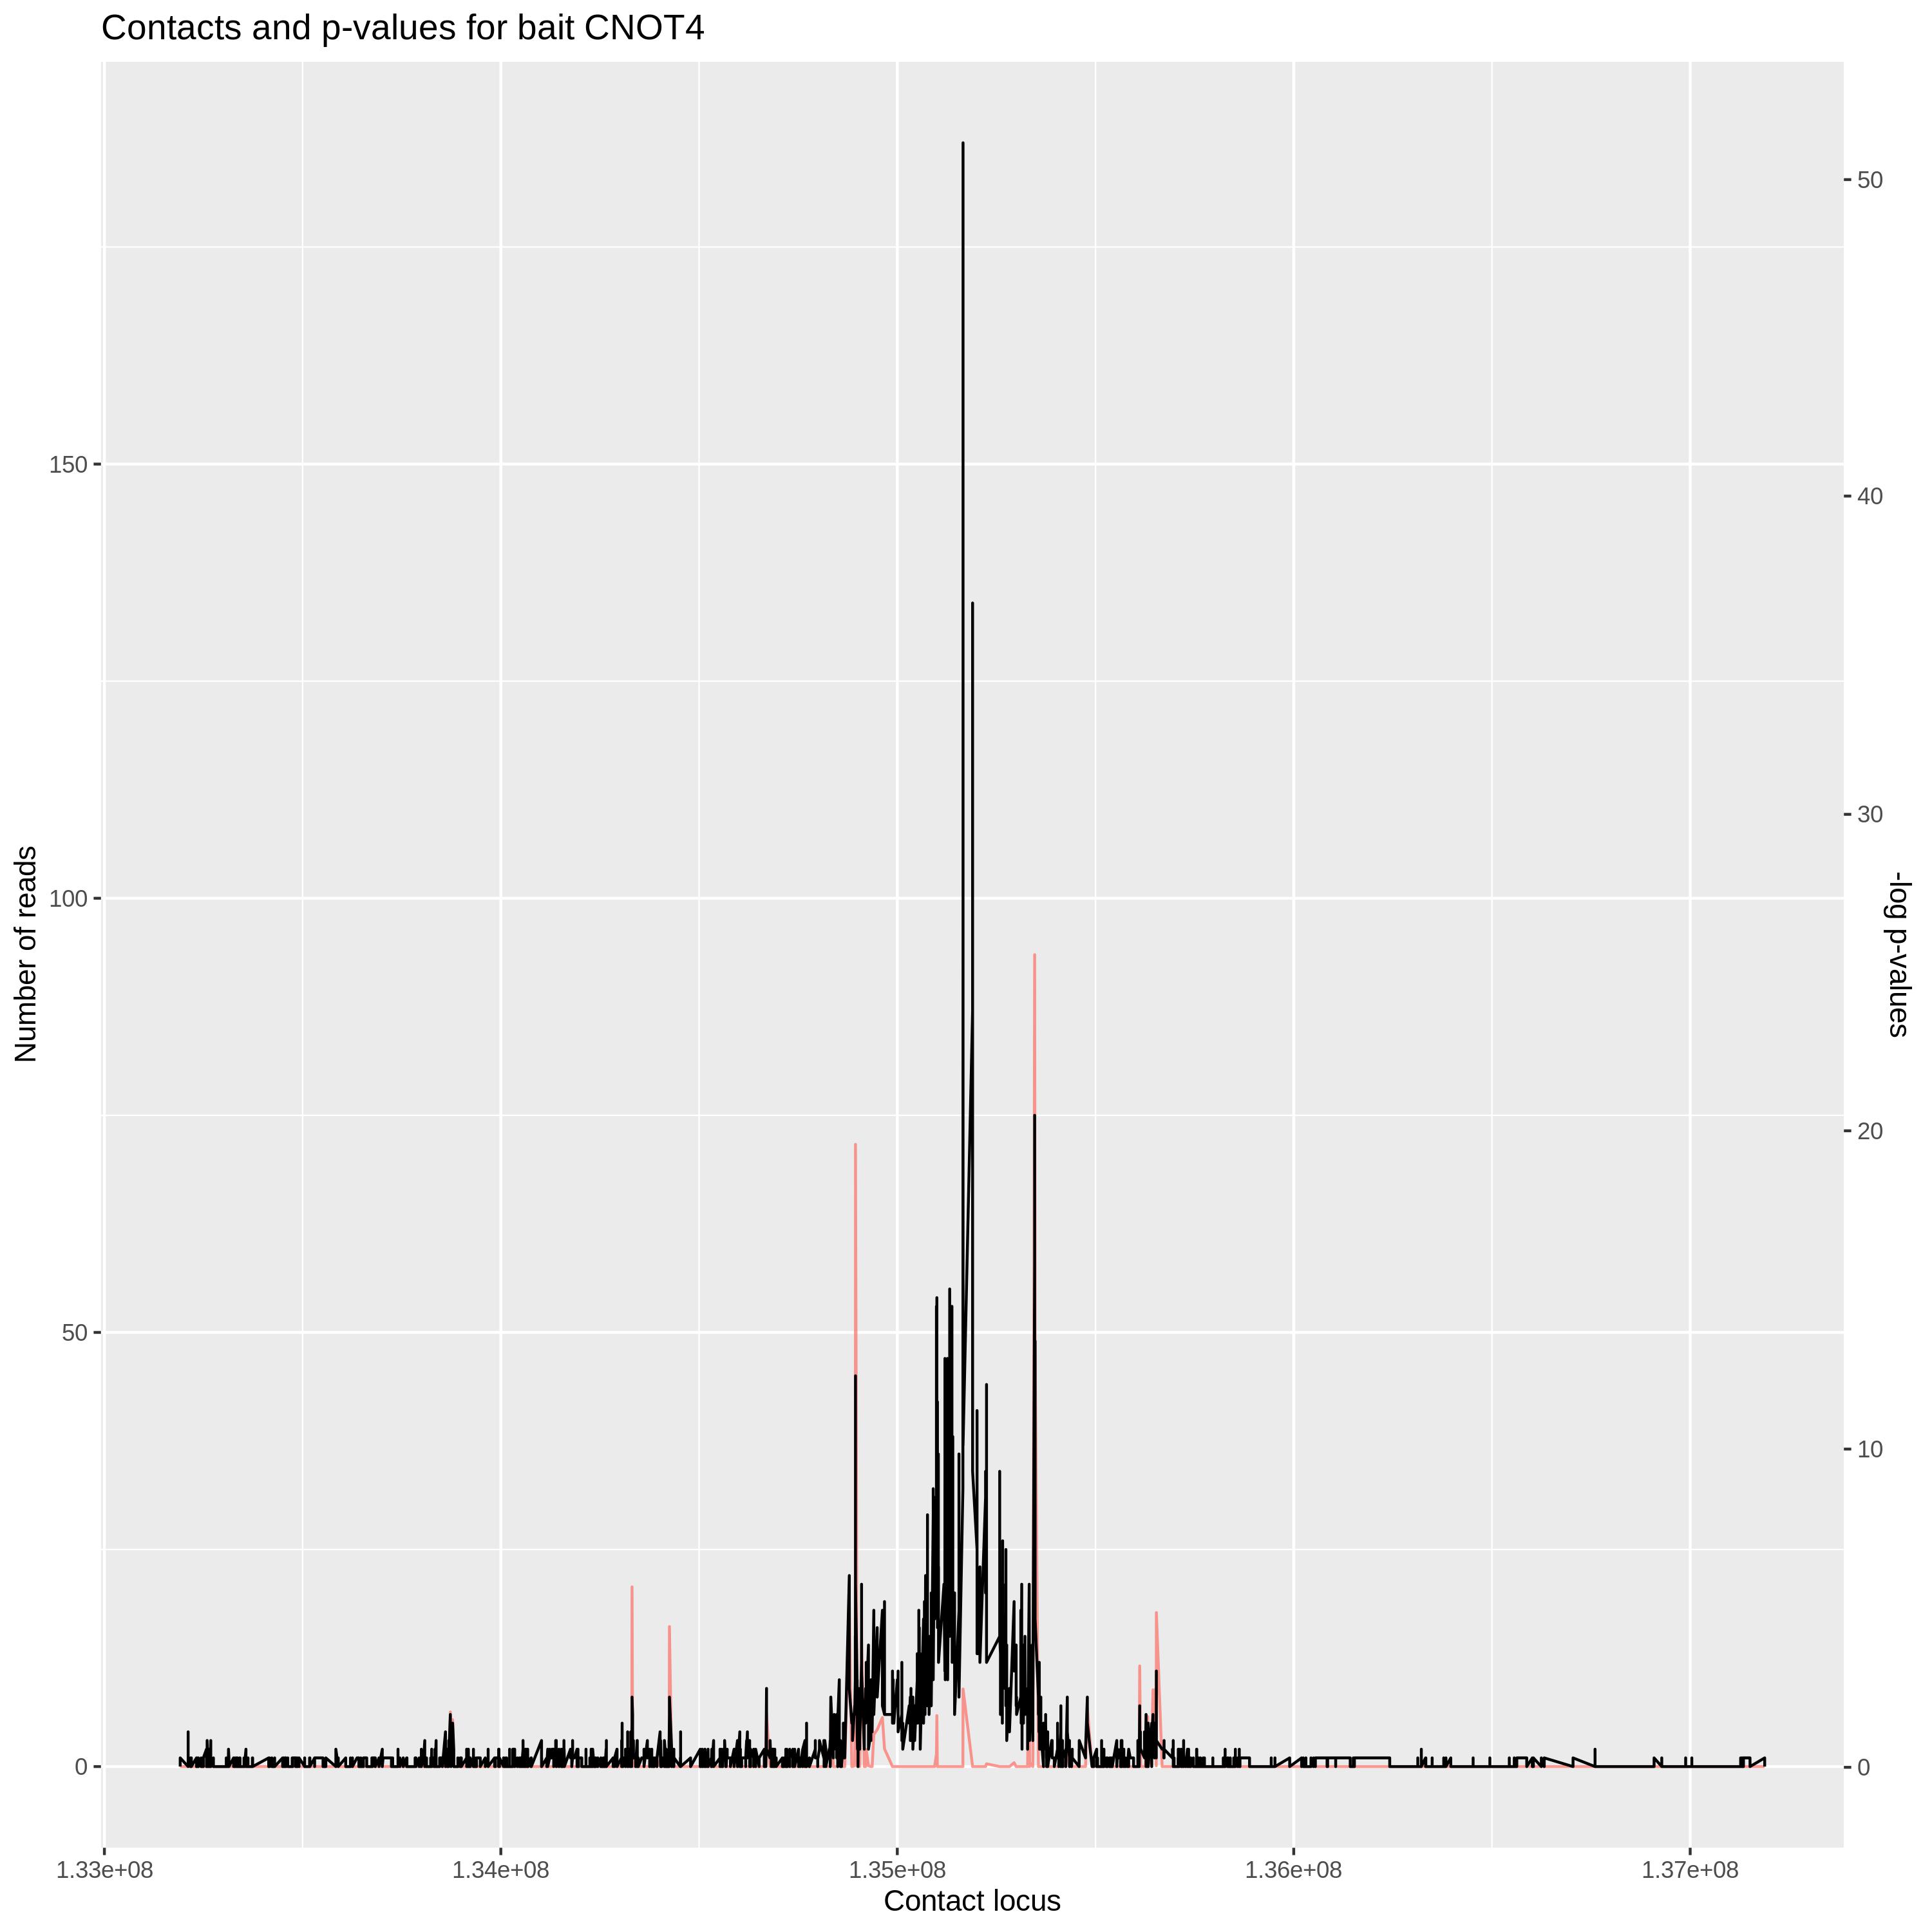 Contacts and p-values for bait CNOT4
Number of reads
150
100
50
0
50
40
30
20
10
0
-log p-values
1.33e+08
1.34e+08
1.35e+08
1.36e+08
1.37e+08
Contact locus